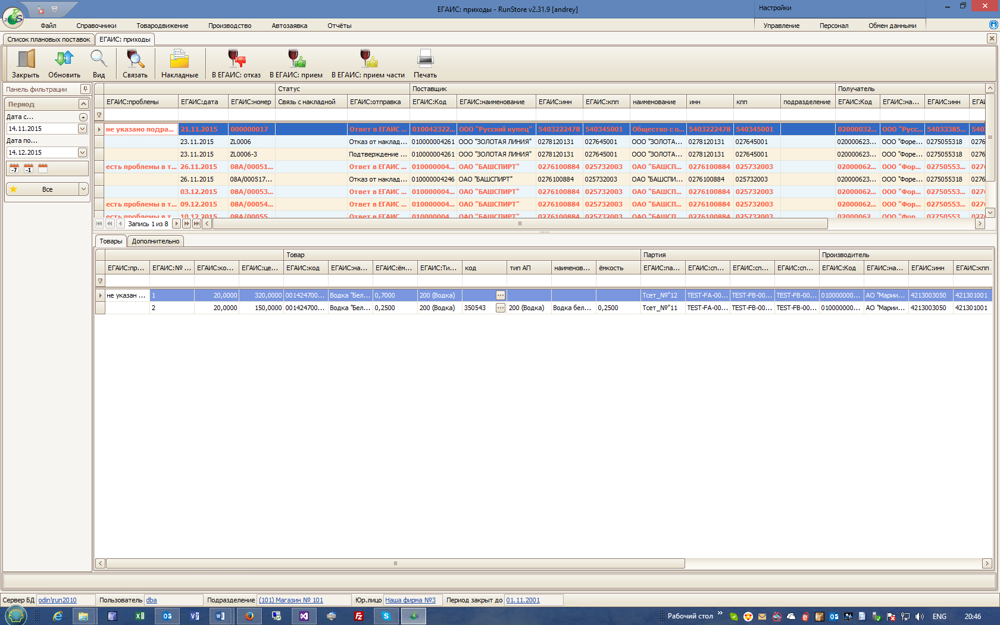 ЕГАИС: приходы - RunStore v2.31.9 [andrey]
Настройки
Файл Справочники Товародвижение Производство Автозаявка Отчёты Управление Персонал Обмен данными
Список плановых поставок ЕГАИС: приходы
Закрыть Обновить Вид Связать Накладные В ЕГАИС: отказ В ЕГАИС: прием В ЕГАИС: прием части Печать
Панель фильтрации
Период
Дата с...
14.11.2015
Дата по...
14.12.2015
-7 -1
Все
Статус Поставщик Получатель
ЕГАИС:проблемы ЕГАИС:дата ЕГАИС:номер Связь с накладной ЕГАИС:отправка ЕГАИС:Код ЕГАИС:наименование ЕГАИС:инн ЕГАИС:кпп наименование инн кпп подразделение ЕГАИС:Код ЕГАИС:на... ЕГАИС:инн ЕГАИ
не указано подра... 21.11.2015 000000017 Ответ в ЕГАИС ... 010042322... ООО "Русский купец" 5403222478 540345001 Общество с о... 5403222478 540345001 02000032... ООО "Русс... 54033385... 540
23.11.2015 ZL0006 Отказ от наклад... 010000004261 ООО "ЗОЛОТАЯ ЛИНИЯ" 0278120131 027645001 ООО "ЗОЛОТА... 0278120131 027645001 020000623... ООО "Форе... 0275055318 0276
23.11.2015 ZL0006-3 Подтверждение ... 010000004261 ООО "ЗОЛОТАЯ ЛИНИЯ" 0278120131 027645001 ООО "ЗОЛОТА... 0278120131 027645001 020000623... ООО "Форе... 0275055318 0276
есть проблемы в т... 26.11.2015 08А/00051... Ответ в ЕГАИС ... 010000004... ОАО "БАШСПИРТ" 0276100884 025732003 ОАО "БАШСП... 0276100884 025732003 02000062... ООО "Фор... 02750553... 027
26.11.2015 08А/000517... Отказ от наклад... 010000004246 ОАО "БАШСПИРТ" 0276100884 025732003 ОАО "БАШСПИ... 0276100884 025732003 020000623... ООО "Форе... 0275055318 0276
03.12.2015 08А/00053... Ответ в ЕГАИС ... 010000004... ОАО "БАШСПИРТ" 0276100884 025732003 ОАО "БАШСП... 0276100884 025732003 02000062... ООО "Фор... 02750553... 027
есть проблемы в т... 09.12.2015 08А/00054... Ответ в ЕГАИС ... 010000004... ОАО "БАШСПИРТ" 0276100884 025732003 ОАО "БАШСП... 0276100884 025732003 02000062... ООО "Фор... 02750553... 027
есть проблемы в т... 10.12.2015 08А/00055... Ответ в ЕГАИС ... 010000004... ОАО "БАШСПИРТ" 0276100884 025732003 ОАО "БАШСП... 0276100884 025732003 02000062... ООО "Фор... 02750553... 027
Запись 1 из 8
Товары Дополнительно
Товар Партия Производитель
ЕГАИС:пр... ЕГАИС:№ ... ЕГАИС:ко... ЕГАИС:це... ЕГАИС:код ЕГАИС:на... ЕГАИС:ём... ЕГАИС:Ти... код тип АП наименов... ёмкость ЕГАИС:па... ЕГАИС:сп... ЕГАИС:сп... ЕГАИС:сп... ЕГАИС:Код ЕГАИС:на... ЕГАИС:инн ЕГАИС:кпп
не указан ... 1 20,0000 320,0000 001424700... Водка "Бел... 0,7000 200 (Водка) ... Тсет_№"12 TEST-FA-00... TEST-FB-00... TEST-FB-00... 010000000... АО "Марии... 4213003050 421301001
2 20,0000 150,0000 001424700... Водка "Бел... 0,2500 200 (Водка) 350543 ... 200 (Водка) Водка бел... 0,2500 Тсет_№"11 TEST-FA-00... TEST-FB-00... TEST-FB-00... 010000000... АО "Марии... 4213003050 421301001
Сервер БД odin\run2010 Пользователь dba Подразделение (101) Магазин № 101 Юр.лицо Наша фирма №3 Период закрыт до 01.11.2001
Рабочий стол ENG 20:46